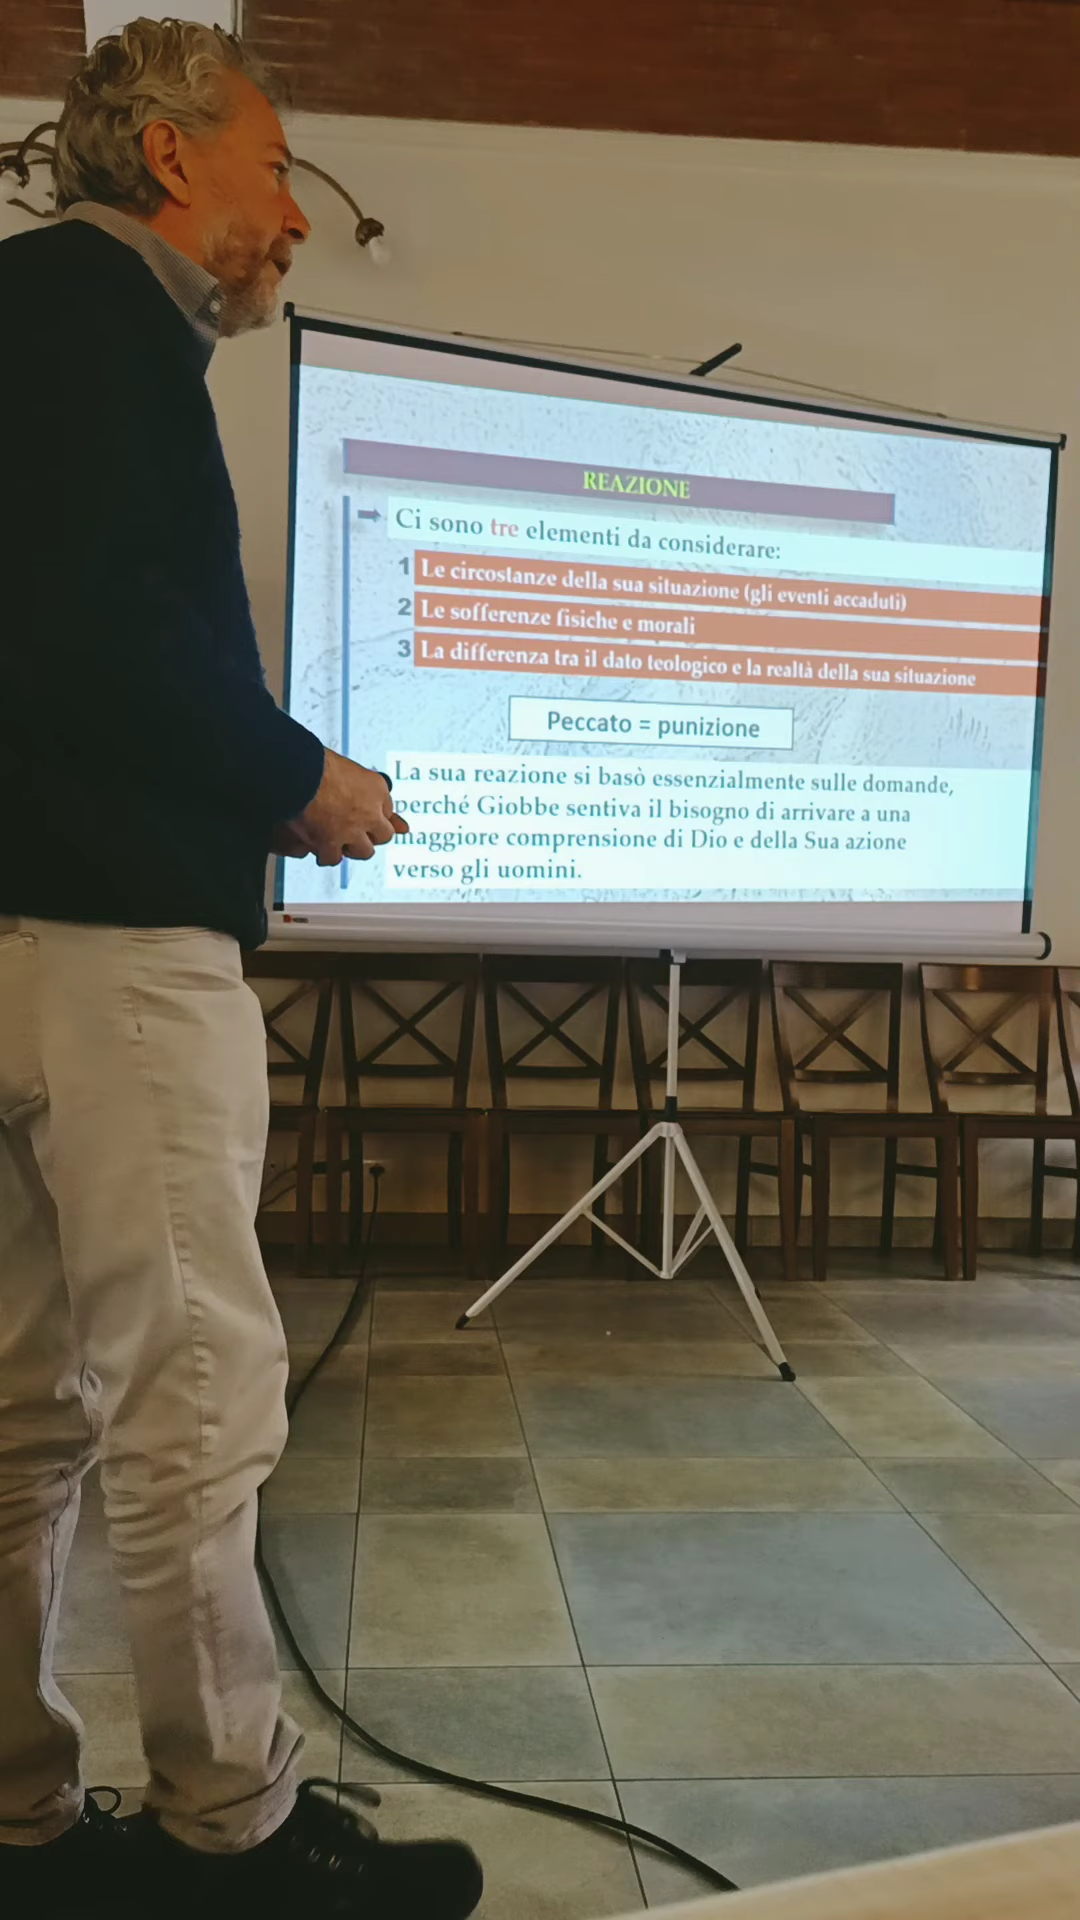 REAZIONE
Ci sono tre elementi da considerare:
1 Le circostanze della sua situazione (gli eventi accaduti)
2 Le sofferenze fisiche e morali
3 La differenza tra il dato teologico e la realtà della sua situazione
Peccato = punizione
La sua reazione si basò essenzialmente sulle domande,
perché Giobbe sentiva il bisogno di arrivare a una
maggiore comprensione di Dio e della Sua azione
verso gli uomini.